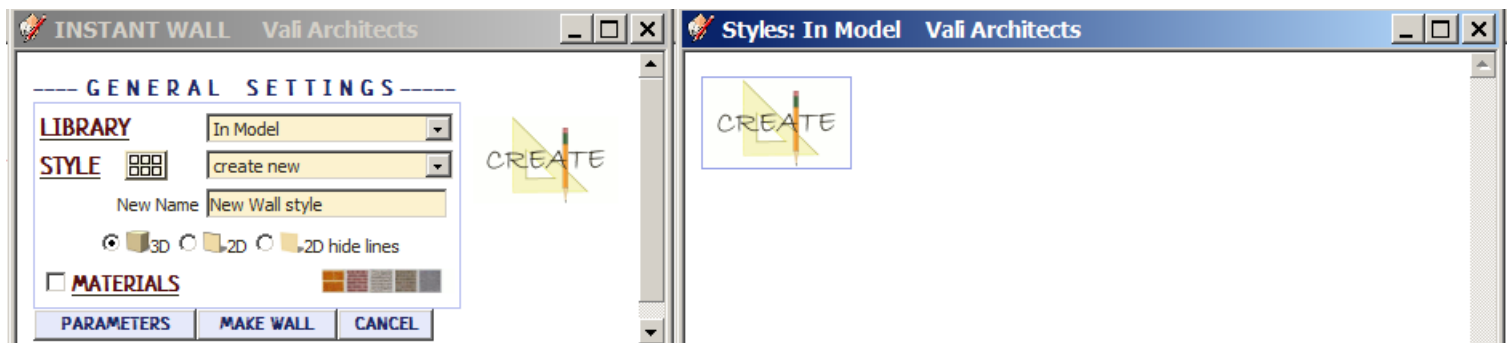 INSTANT WALL Vali Architects
---- GENERAL SETTINGS-----
LIBRARY In Model
STYLE create new
New Name New Wall style
3D 2D 2D hide lines
MATERIALS
PARAMETERS MAKE WALL CANCEL
CREATE
Styles: In Model Vali Architects
CREATE